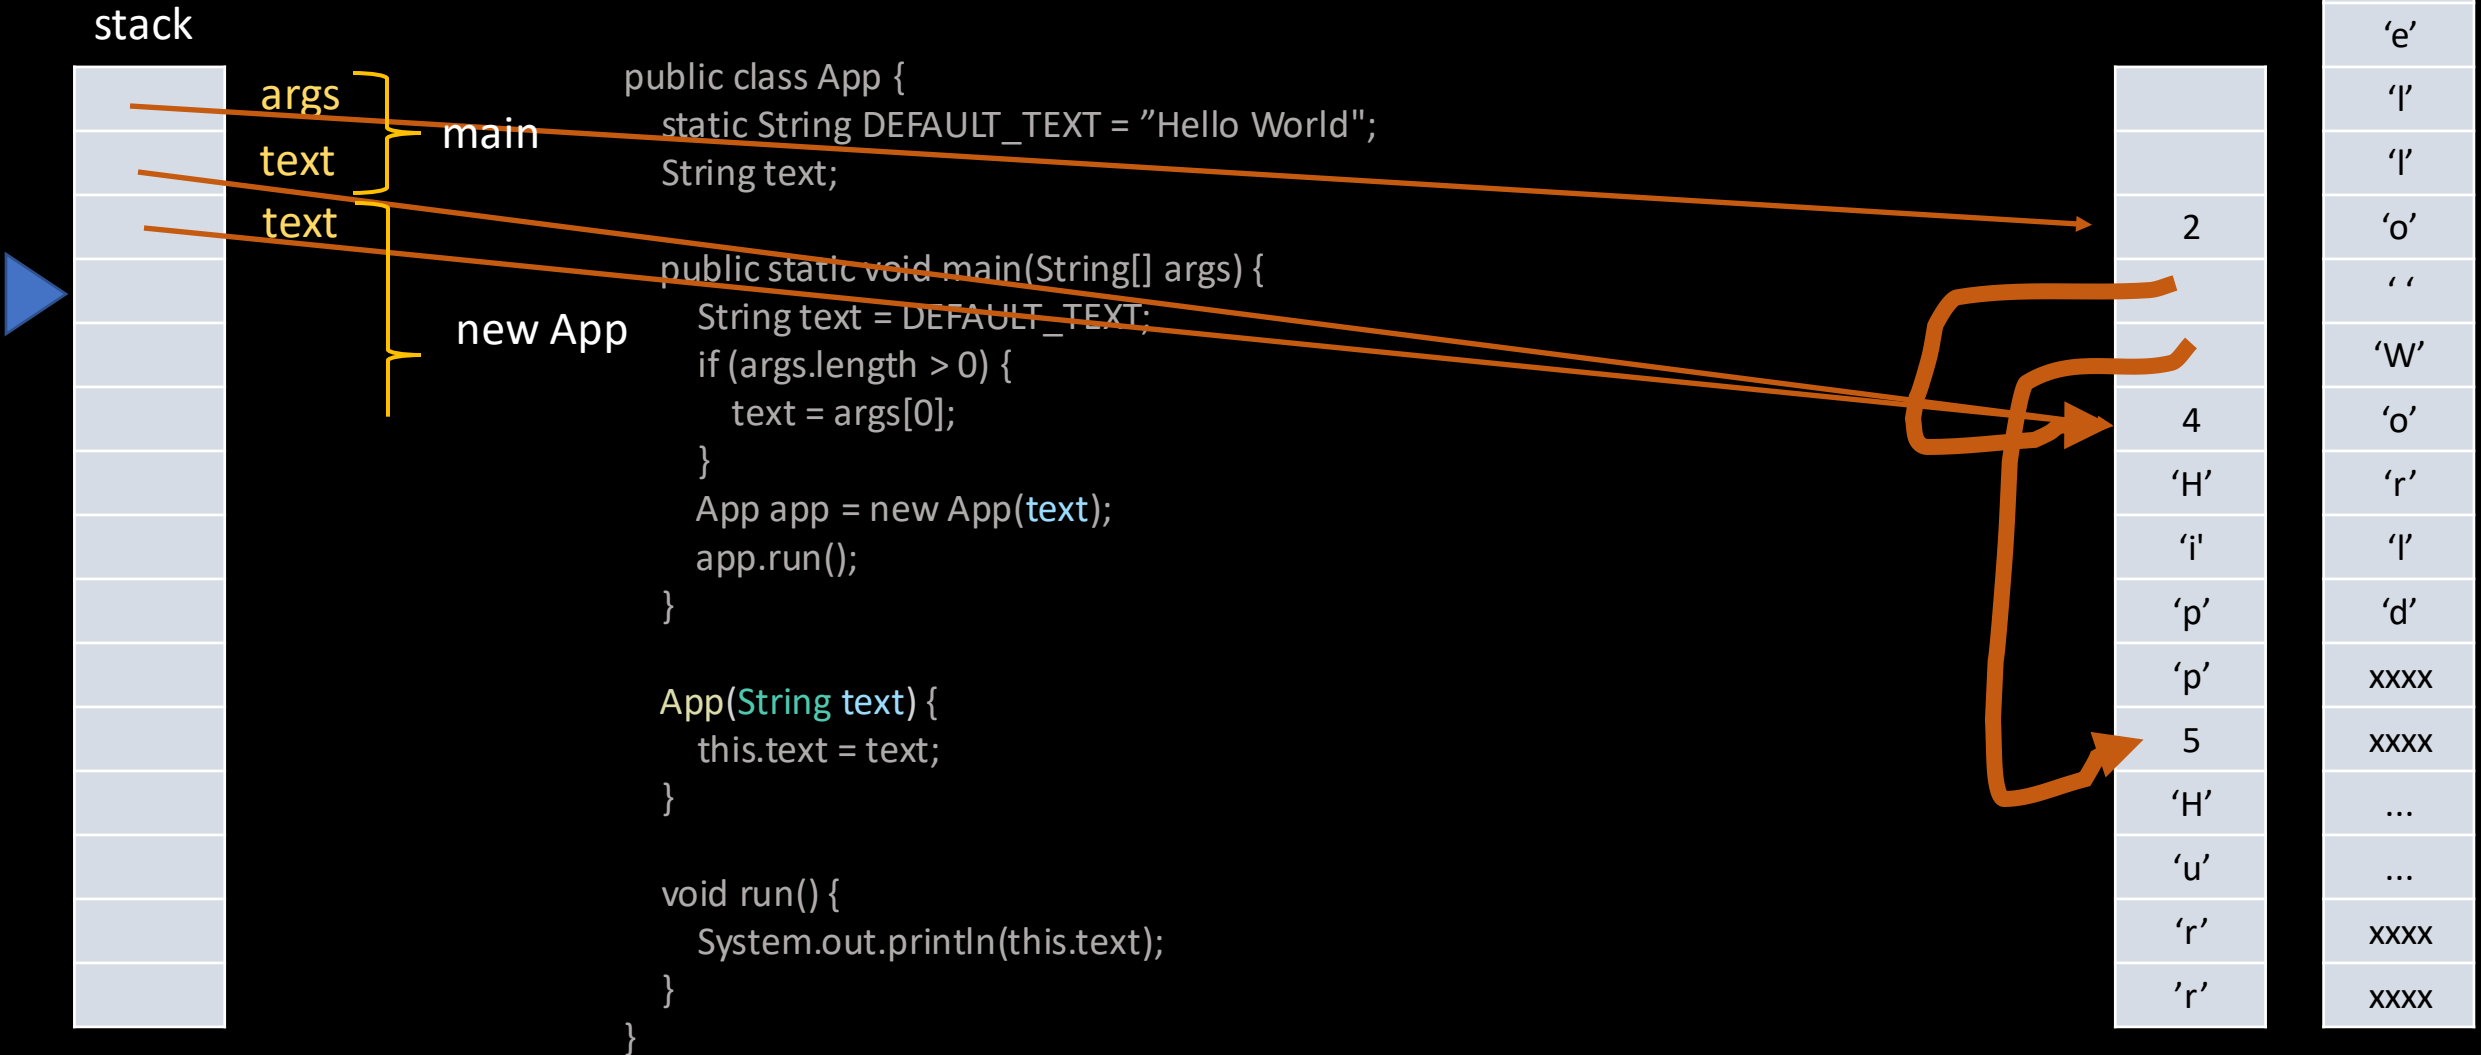 stack
args
text
text
main
new App
public class App {
static String DEFAULT_TEXT = ”Hello World";
String text;
public static void main(String[] args) {
String text = DEFAULT_TEXT;
if (args.length > 0) {
text = args[0];
}
App app = new App(text);
app.run();
}
App(String text) {
this.text = text;
}
void run() {
System.out.println(this.text);
}
}
2
4
‘H’
‘i'
‘p’
‘p’
5
‘H’
‘u’
‘r’
’r’
‘e’
‘l’
‘l’
‘o’
‘ ‘
‘W’
‘o’
‘r’
‘l’
‘d’
xxxx
xxxx
...
...
xxxx
xxxx